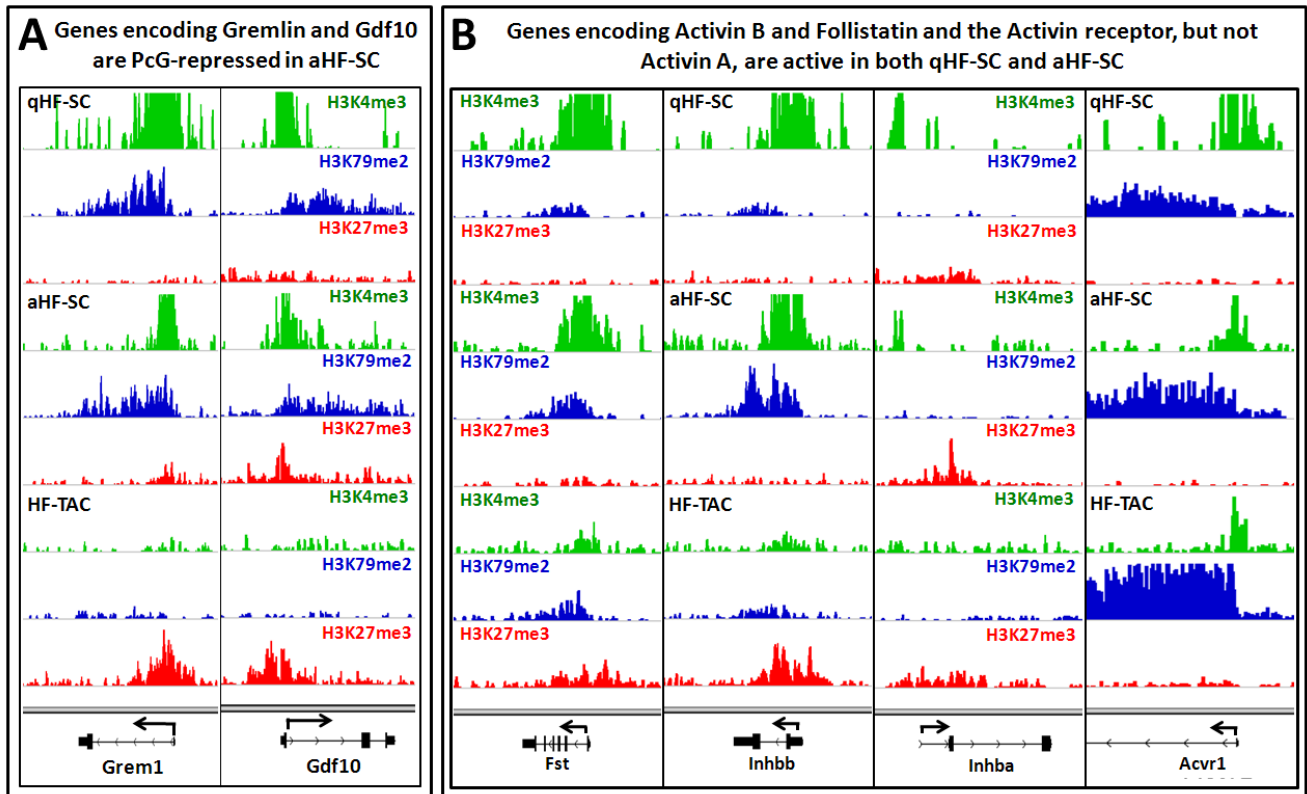 A Genes encoding Gremlin and Gdf10
are PcG-repressed in aHF-SC
qHF-SC H3K4me3
H3K79me2
H3K27me3
aHF-SC H3K4me3
H3K79me2
H3K27me3
HF-TAC H3K4me3
H3K79me2
H3K27me3
Grem1 Gdf10
B Genes encoding Activin B and Follistatin and the Activin receptor, but not
Activin A, are active in both qHF-SC and aHF-SC
H3K4me3 qHF-SC H3K4me3 qHF-SC
H3K79me2 H3K79me2
H3K27me3 H3K27me3
H3K4me3 aHF-SC H3K4me3 aHF-SC
H3K79me2 H3K79me2
H3K27me3 H3K27me3
H3K4me3 HF-TAC H3K4me3 HF-TAC
H3K79me2 H3K79me2
H3K27me3 H3K27me3
Fst Inhbb Inhba Acvr1